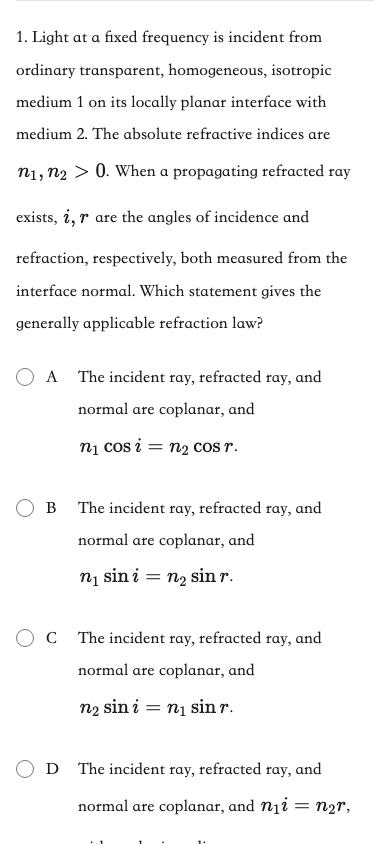 1. Light at a fixed frequency is incident from
ordinary transparent, homogeneous, isotropic
medium 1 on its locally planar interface with
medium 2. The absolute refractive indices are
n₁, n₂ > 0. When a propagating refracted ray
exists, i, r are the angles of incidence and
refraction, respectively, both measured from the
interface normal. Which statement gives the
generally applicable refraction law?
A The incident ray, refracted ray, and
normal are coplanar, and
n₁ cos i = n₂ cos r.
B The incident ray, refracted ray, and
normal are coplanar, and
n₁ sin i = n₂ sin r.
C The incident ray, refracted ray, and
normal are coplanar, and
n₂ sin i = n₁ sin r.
D The incident ray, refracted ray, and
normal are coplanar, and n₁i = n₂r,